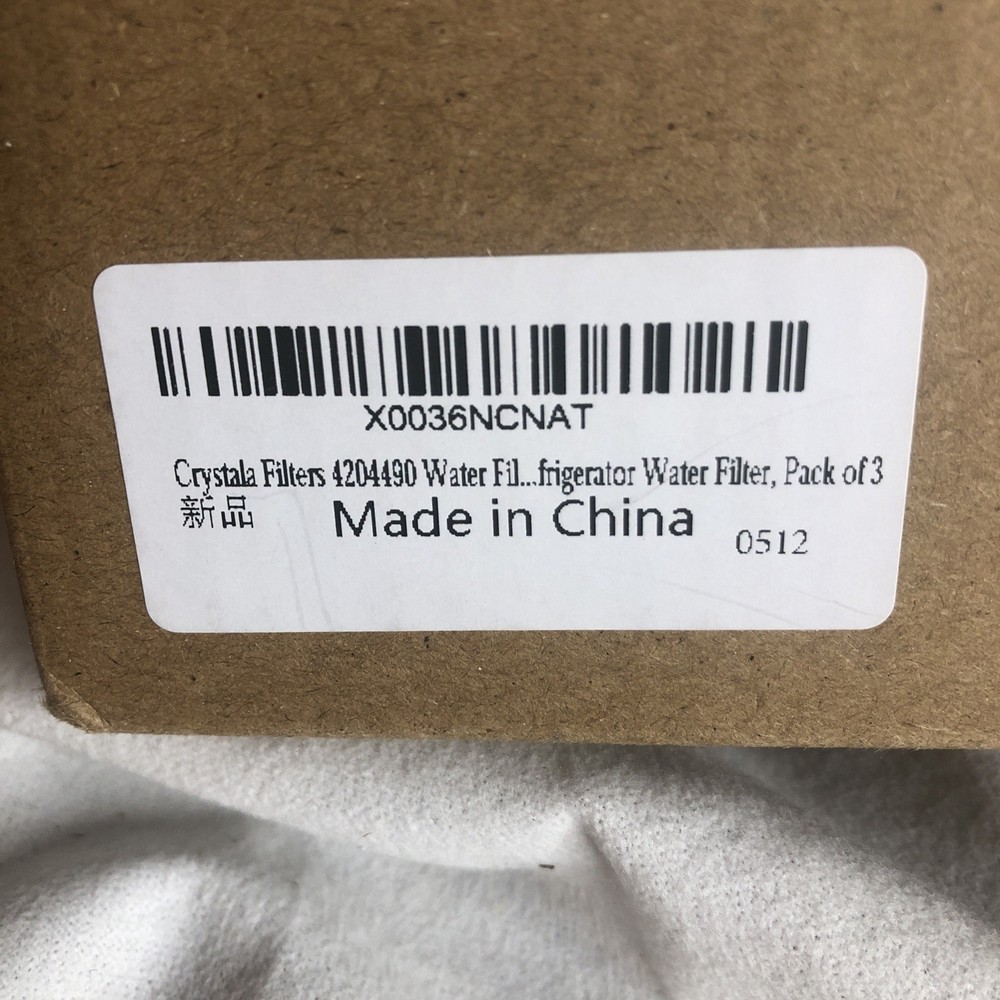 X0036NCNAT
Crystala Filters 4204490 Water Fil...frigerator Water Filter, Pack of 3
新品
Made in China
0512